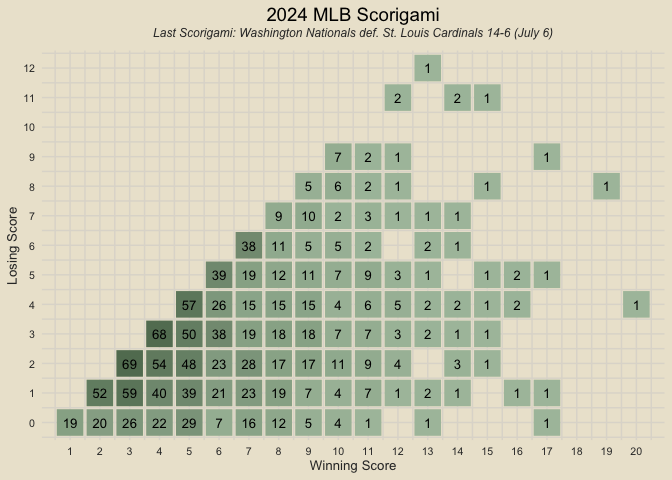 2024 MLB Scorigami
Last Scorigami: Washington Nationals def. St. Louis Cardinals 14-6 (July 6)
12 1
11 2 2 1
10
9 7 2 1 1
8 5 6 2 1 1 1
7 9 10 2 3 1 1 1
6 38 11 5 5 2 2 1
5 39 19 12 11 7 9 3 1 1 2 1
4 57 26 15 15 15 4 6 5 2 2 1 2 1
3 68 50 38 19 18 18 7 7 3 2 1 1
2 69 54 48 23 28 17 17 11 9 4 3 1
1 52 59 40 39 21 23 19 7 4 7 1 2 1 1 1
0 19 20 26 22 29 7 16 12 5 4 1 1 1
1 2 3 4 5 6 7 8 9 10 11 12 13 14 15 16 17 18 19 20
Losing Score
Winning Score